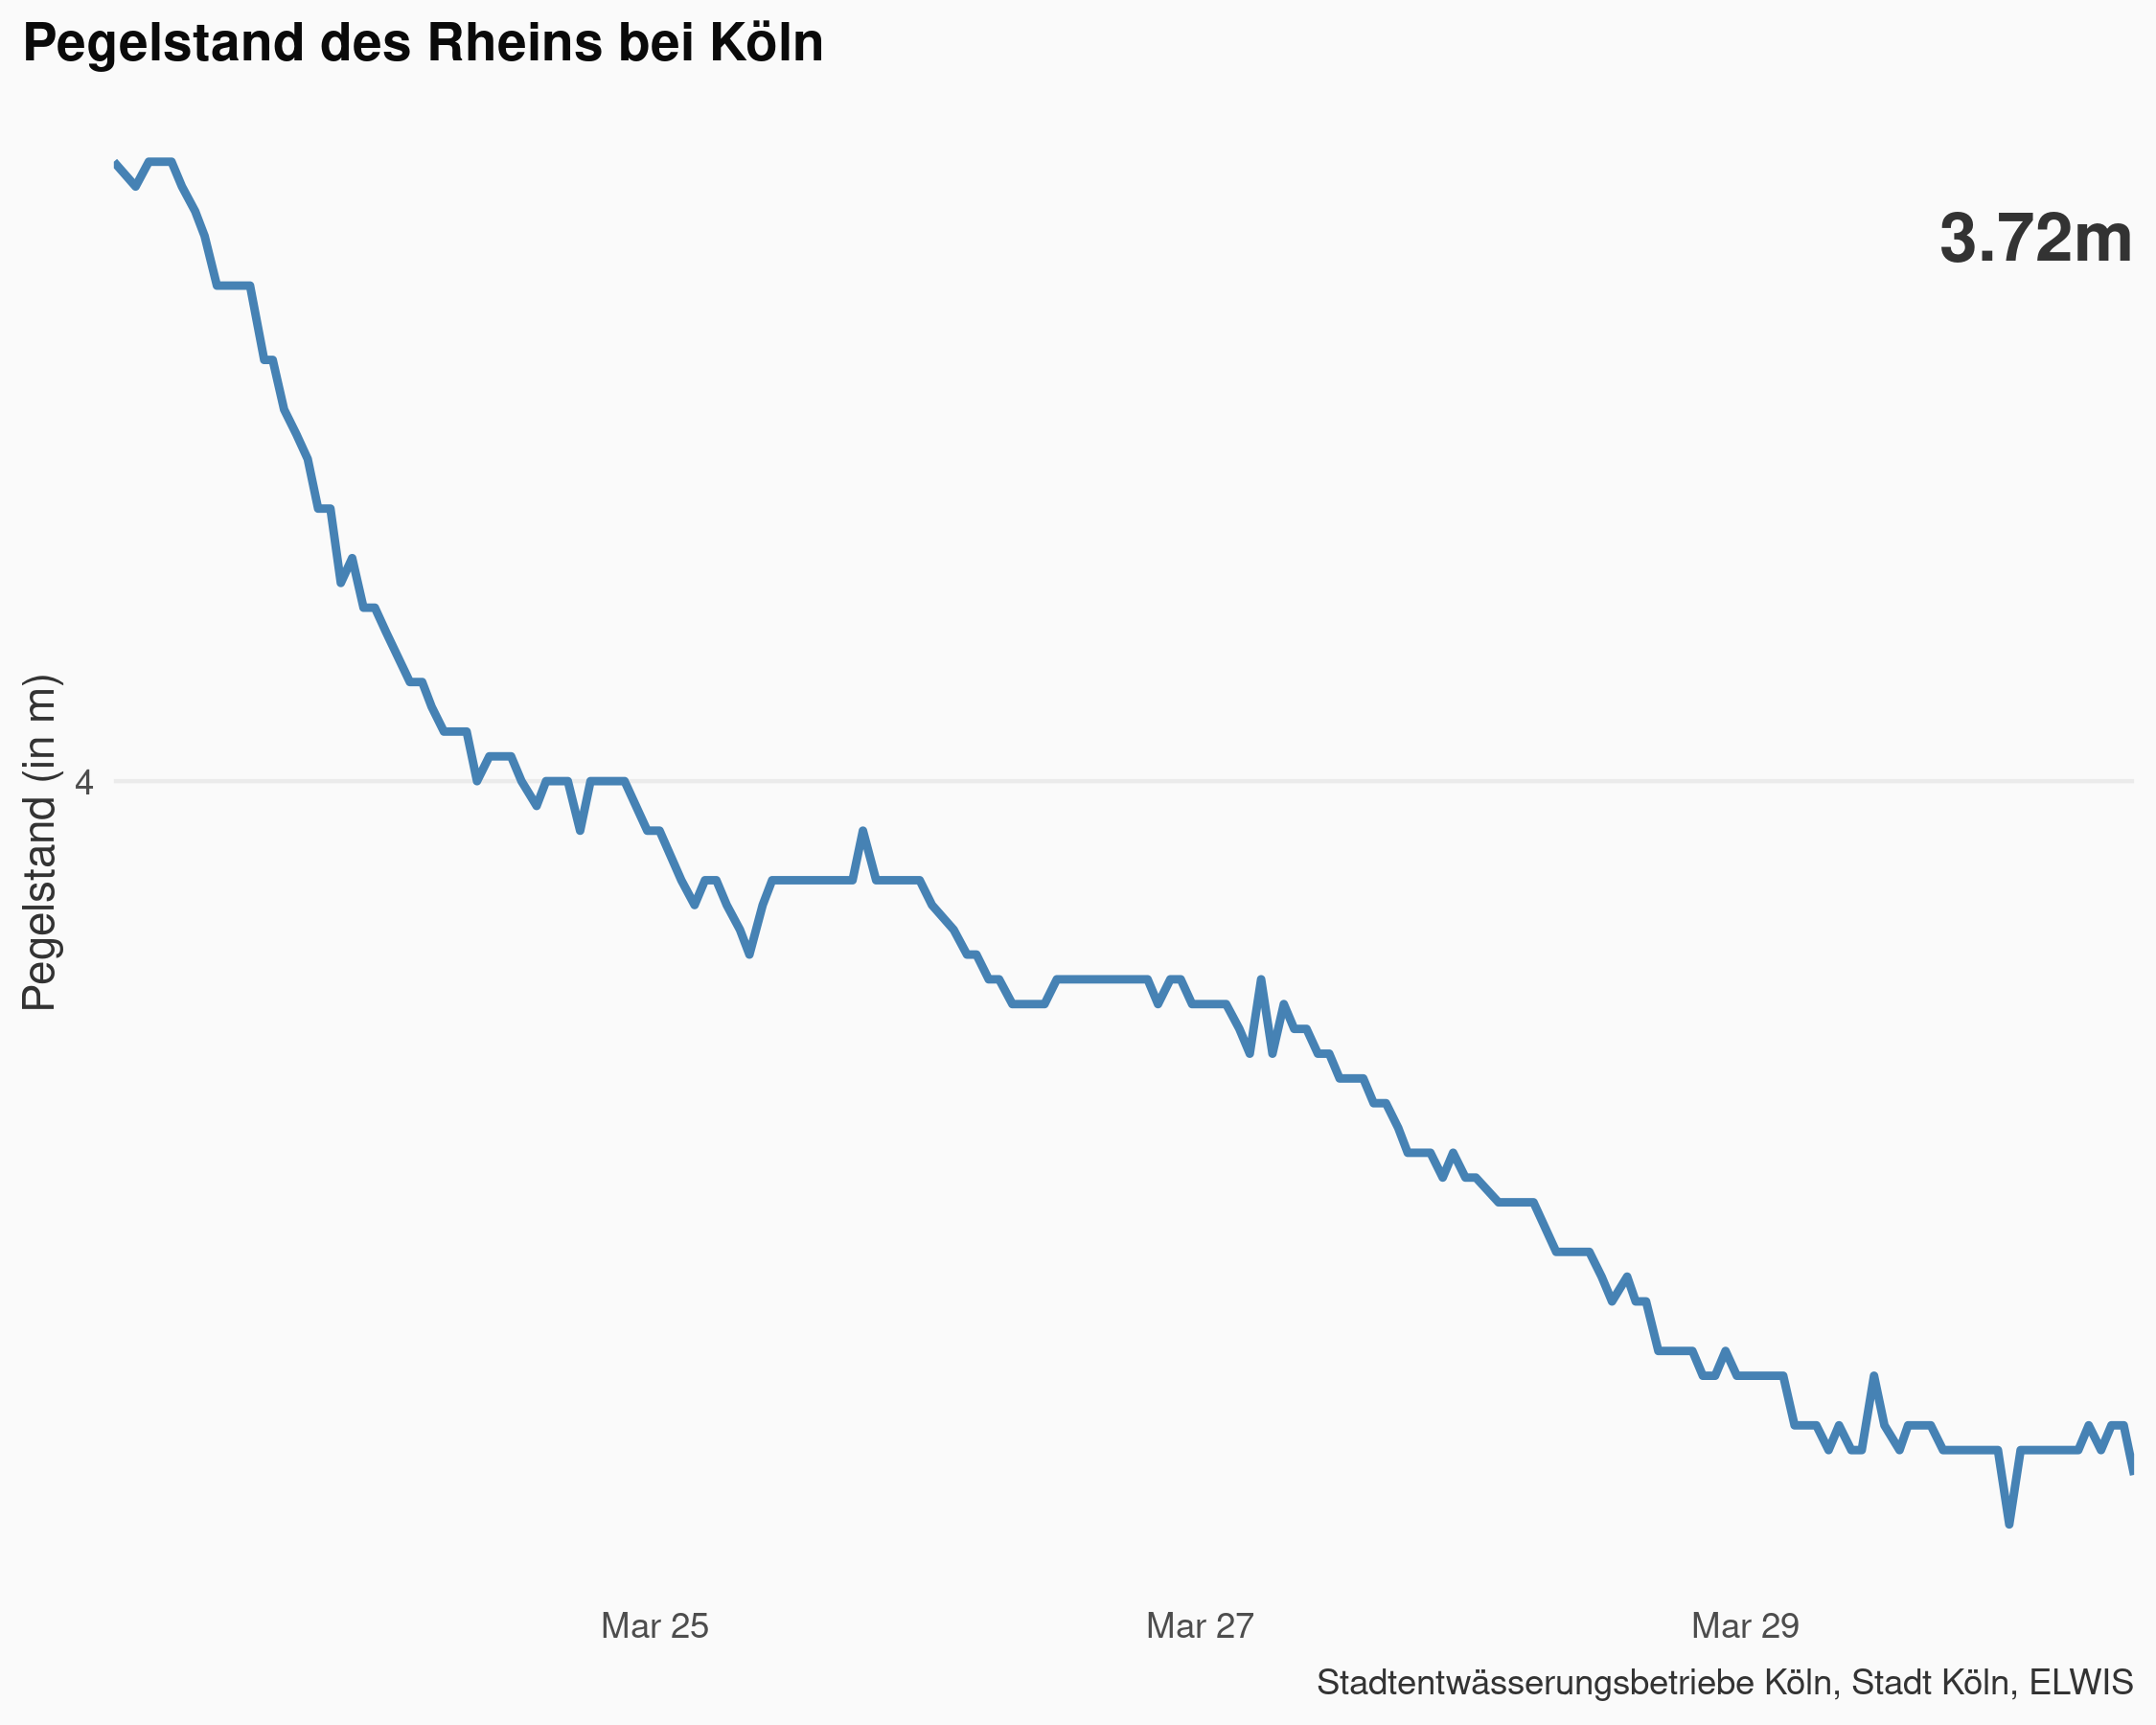 Pegelstand des Rheins bei Köln
3.72m
Pegelstand (in m)
4
Mar 25
Mar 27
Mar 29
Stadtentwässerungsbetriebe Köln, Stadt Köln, ELWIS